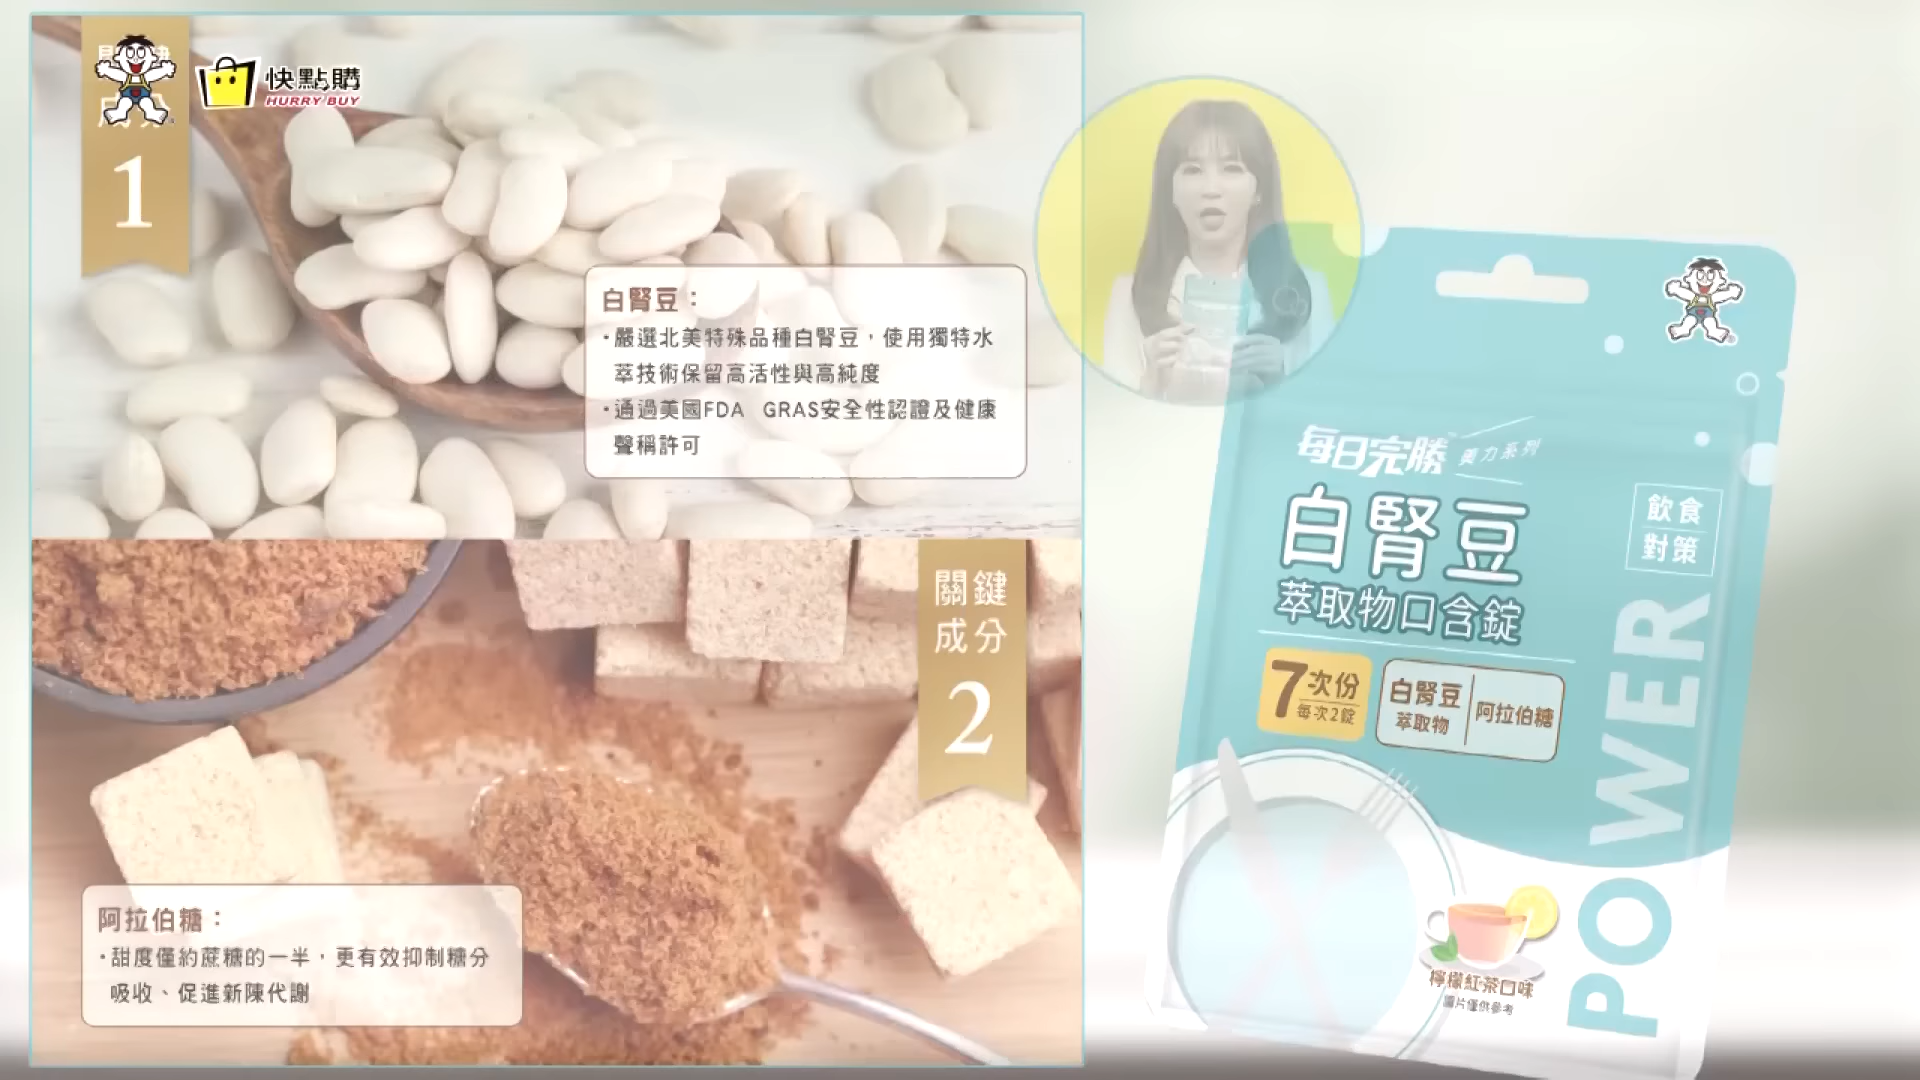 1
快點購
HURRY BUY
白腎豆：
·嚴選北美特殊品種白腎豆，使用獨特水
萃技術保留高活性與高純度
·通過美國FDA GRAS安全性認證及健康
聲稱許可
關鍵
成分
2
阿拉伯糖：
·甜度僅約蔗糖的一半，更有效抑制糖分
吸收、促進新陳代謝
每日完勝 美力系列
白腎豆
萃取物口含錠
飲食
對策
7次份
每次2錠
白腎豆
萃取物
阿拉伯糖
POWER
檸檬紅茶口味
圖片僅供參考